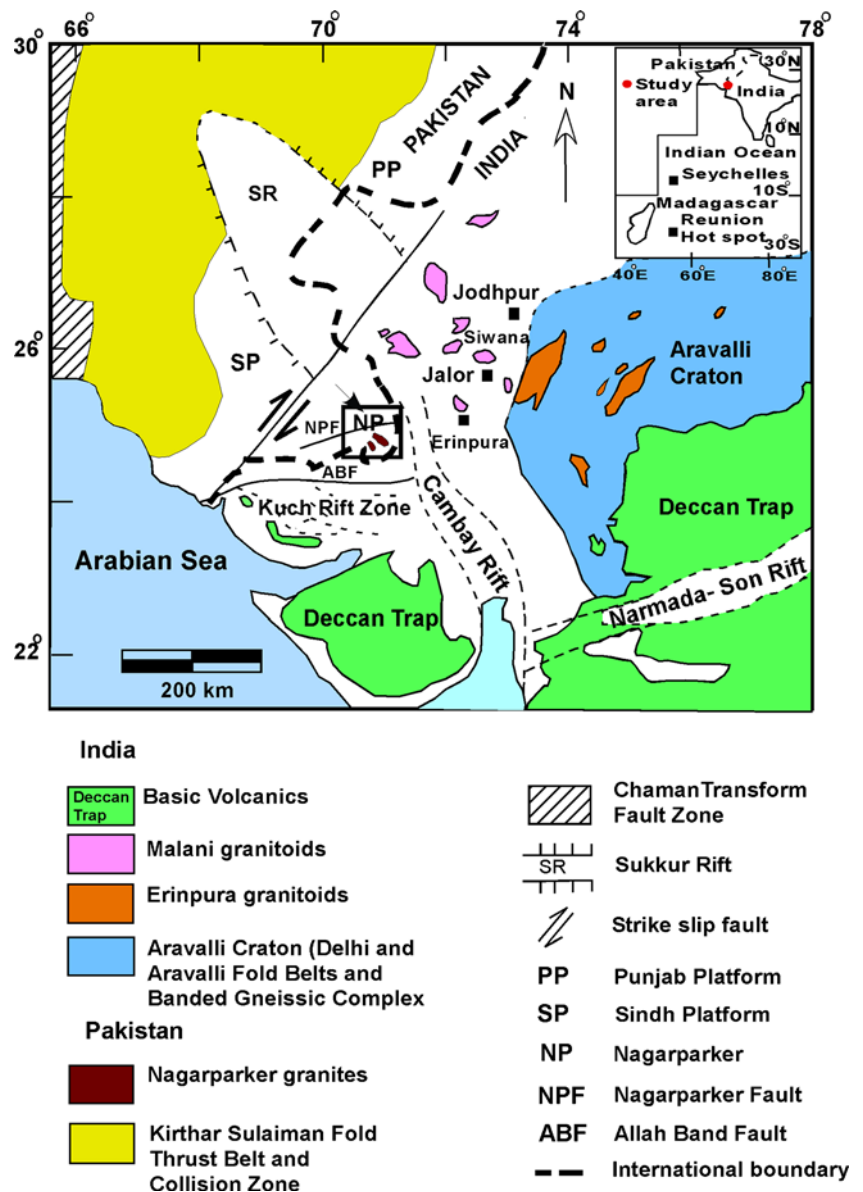 66°
70°
74°
78°
30°
26°
22°
PAKISTAN
INDIA
N
PP
SR
SP
Jodhpur
Siwana
Jalor
Erinpura
Aravalli
Craton
NPF
NP
ABF
Kuch Rift Zone
Cambay Rift
Arabian Sea
Deccan Trap
Deccan Trap
Narmada- Son Rift
200 km
Pakistan
30N
Study
area
India
10N
Indian Ocean
Seychelles
10S
Madagascar
Reunion
Hot spot
30S
40E
60E
80E
India
Deccan
Trap
Basic Volcanics
Malani granitoids
Erinpura granitoids
Aravalli Craton (Delhi and
Aravalli Fold Belts and
Banded Gneissic Complex
Pakistan
Nagarparker granites
Kirthar Sulaiman Fold
Thrust Belt and
Collision Zone
ChamanTransform
Fault Zone
SR
Sukkur Rift
Strike slip fault
PP Punjab Platform
SP Sindh Platform
NP Nagarparker
NPF Nagarparker Fault
ABF Allah Band Fault
International boundary